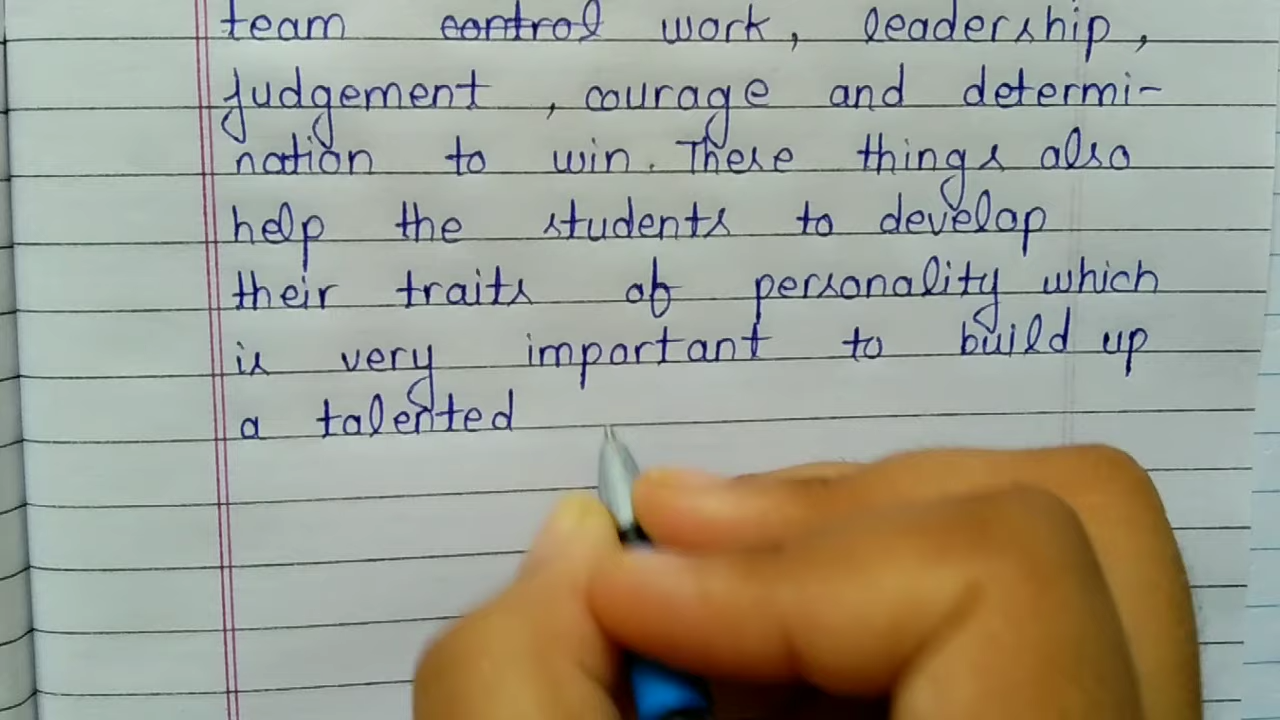 team control work, leadership,
judgement , courage and determi-
nation to win. These things also
help the students to develop
their traits of personality which
is very important to build up
a talented